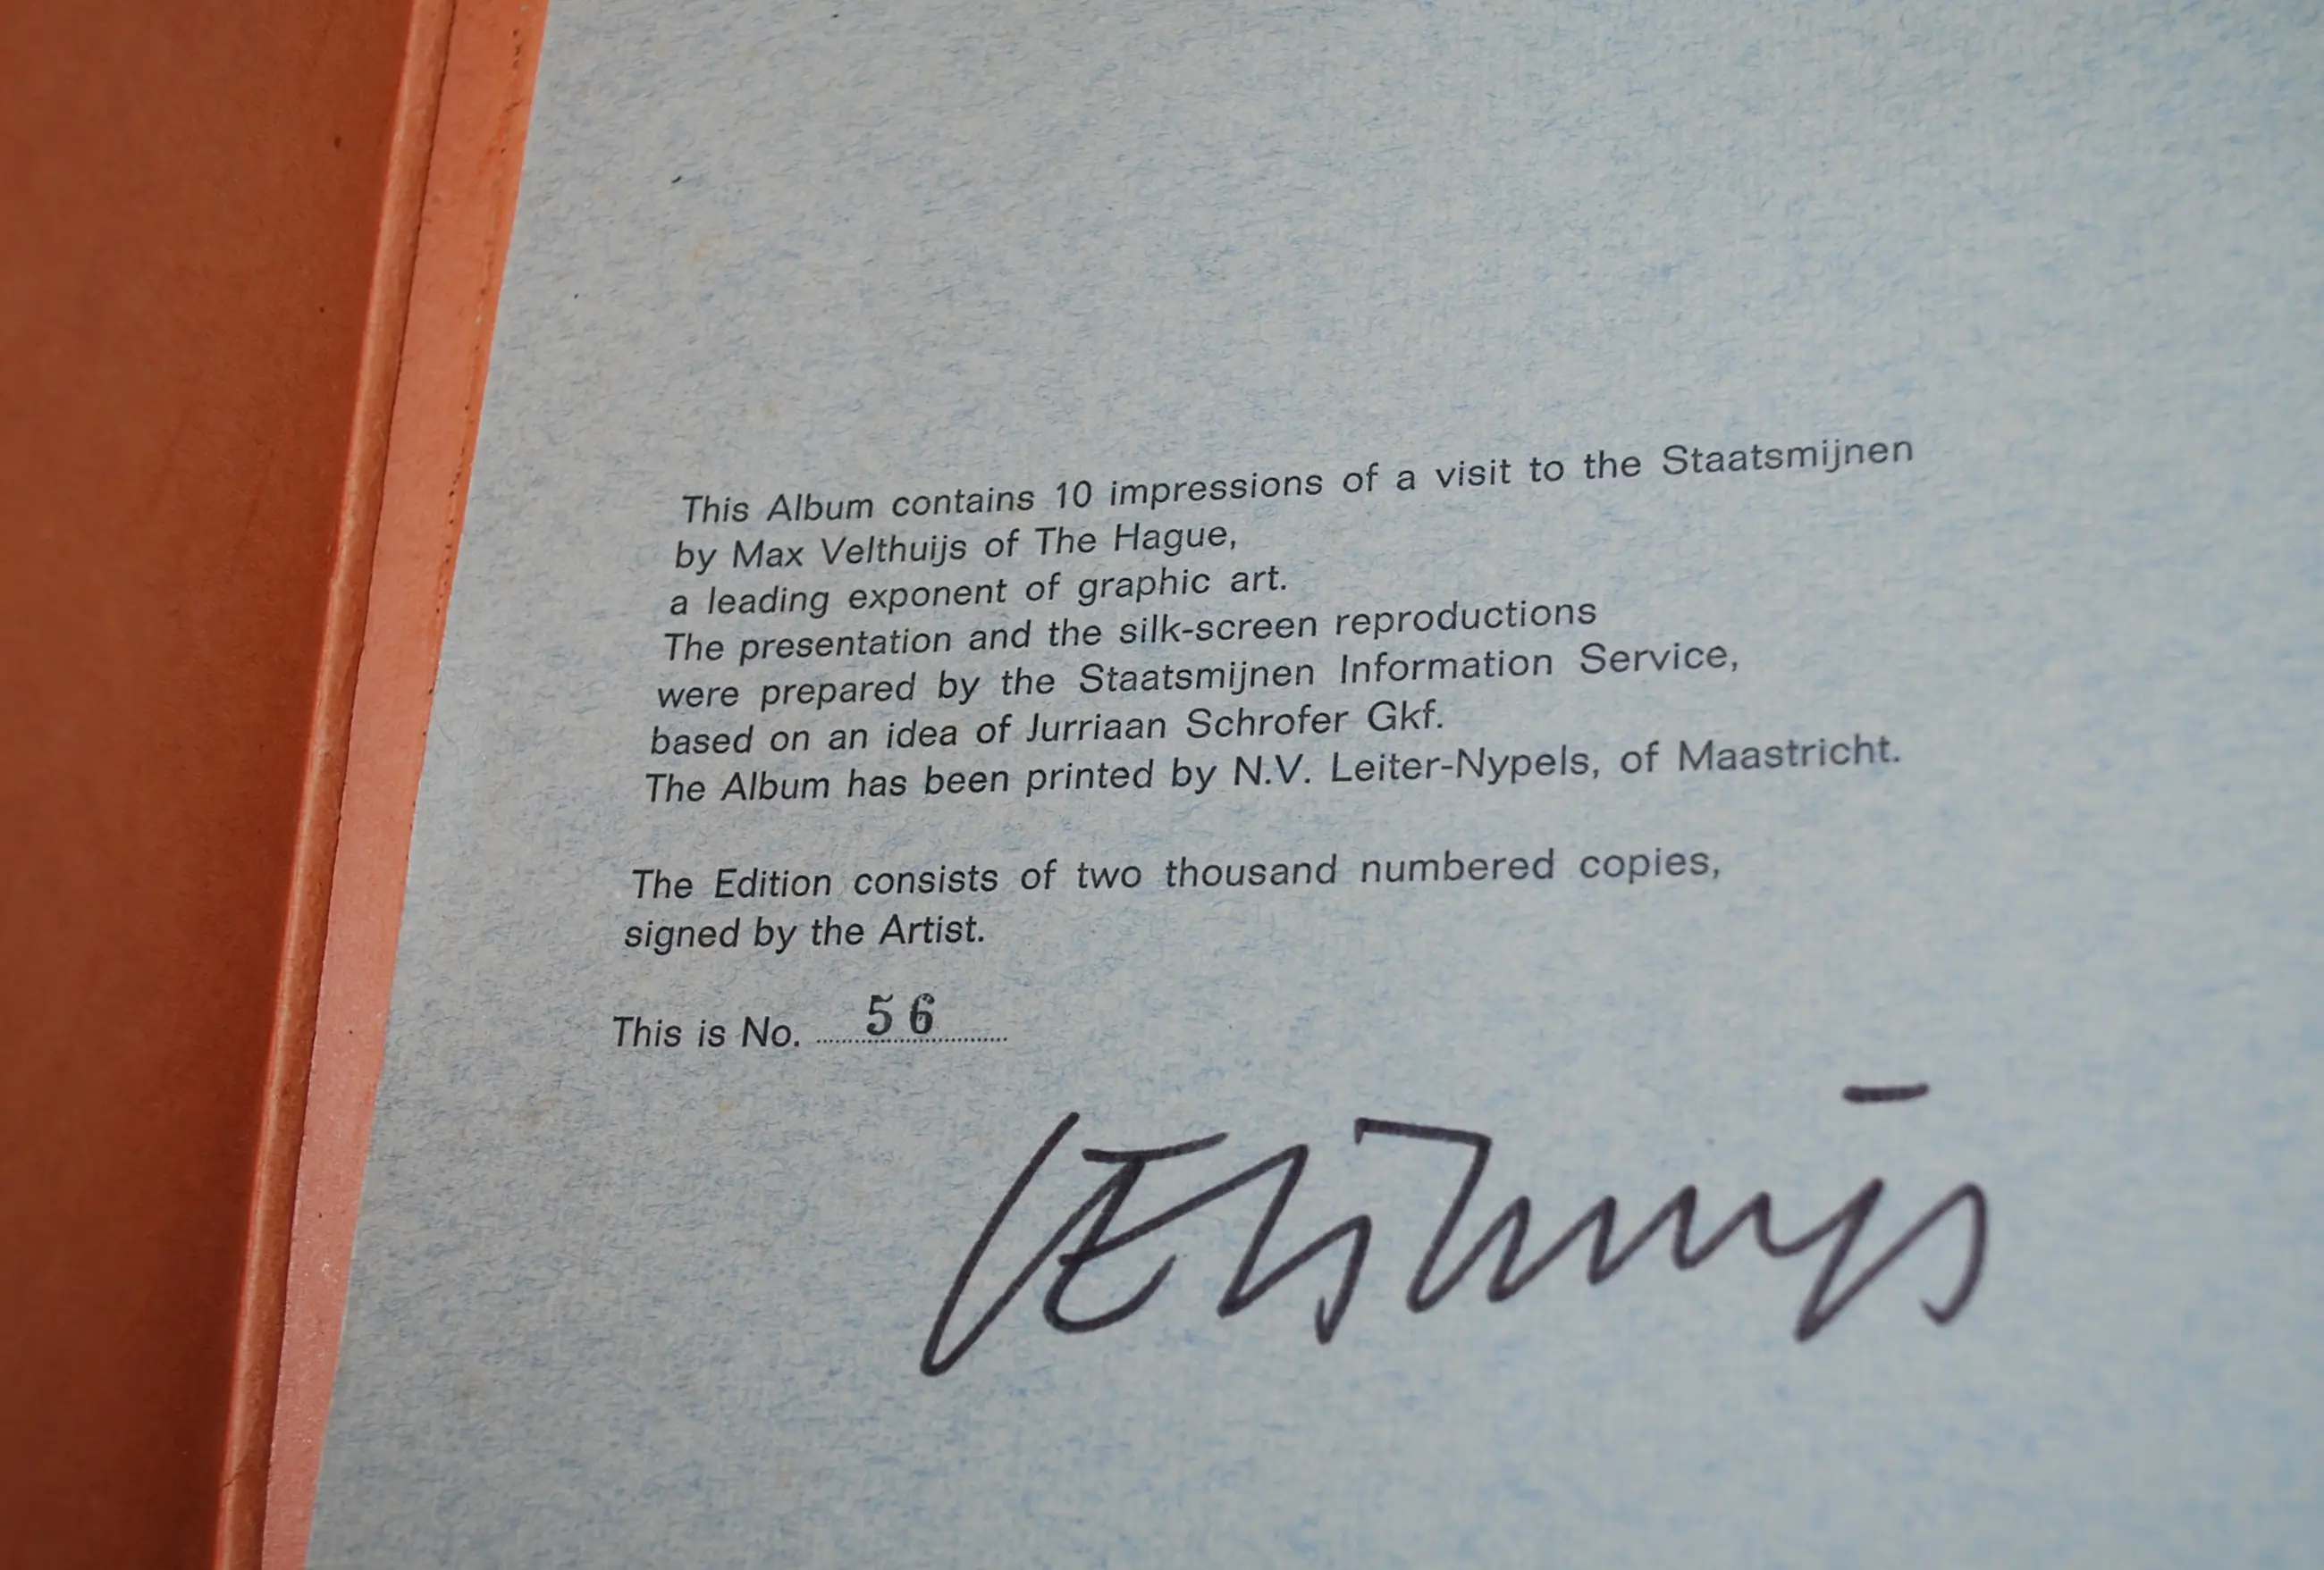 This Album contains 10 impressions of a visit to the Staatsmijnen
by Max Velthuijs of The Hague,
a leading exponent of graphic art.
The presentation and the silk-screen reproductions
were prepared by the Staatsmijnen Information Service,
based on an idea of Jurriaan Schrofer Gkf.
The Album has been printed by N.V. Leiter-Nypels, of Maastricht.
The Edition consists of two thousand numbered copies,
signed by the Artist.
This is No. 56
Velthuijs